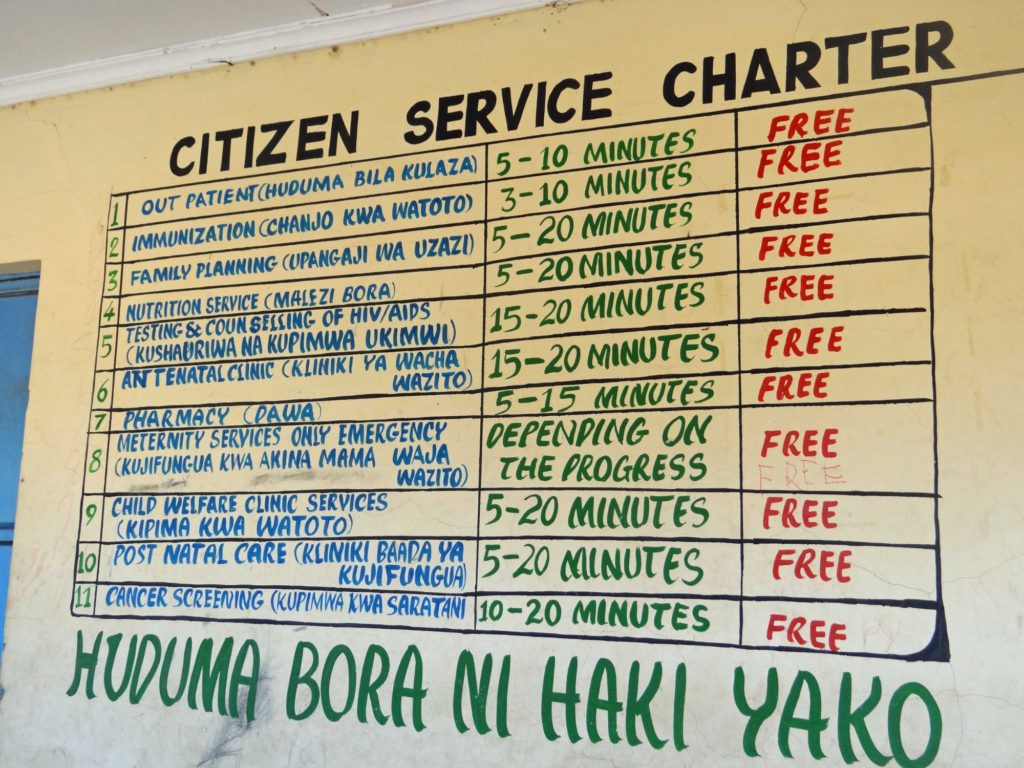 CITIZEN SERVICE CHARTER
1 OUT PATIENT (HUDUMA BILA KULAZA) 5-10 MINUTES FREE
2 IMMUNIZATION (CHANJO KWA WATOTO) 3-10 MINUTES FREE
3 FAMILY PLANNING (UPANGAJI WA UZAZI) 5-20 MINUTES FREE
4 NUTRITION SERVICE (MALEZI BORA) 5-20 MINUTES FREE
5 TESTING & COUNSELLING OF HIV/AIDS
(KUSHAURIWA NA KUPIMWA UKIMWI) 15-20 MINUTES FREE
6 ANTENATAL CLINIC (KLINIKI YA WACHA
WAZITO) 15-20 MINUTES FREE
7 PHARMACY (DAWA) 5-15 MINUTES FREE
8 METERNITY SERVICES ONLY EMERGENCY DEPENDING ON FREE
(KUJIFUNGUA KWA AKINA MAMA WAJA THE PROGRESS FREE
WAZITO)
9 CHILD WELFARE CLINIC SERVICES 5-20 MINUTES FREE
(KIPIMA KWA WATOTO)
10 POST NATAL CARE (KLINIKI BAADA YA 5-20 MINUTES FREE
KUJIFUNGUA)
11 CANCER SCREENING (KUPIMWA KWA SARATANI 10-20 MINUTES FREE
HUDUMA BORA NI HAKI YAKO